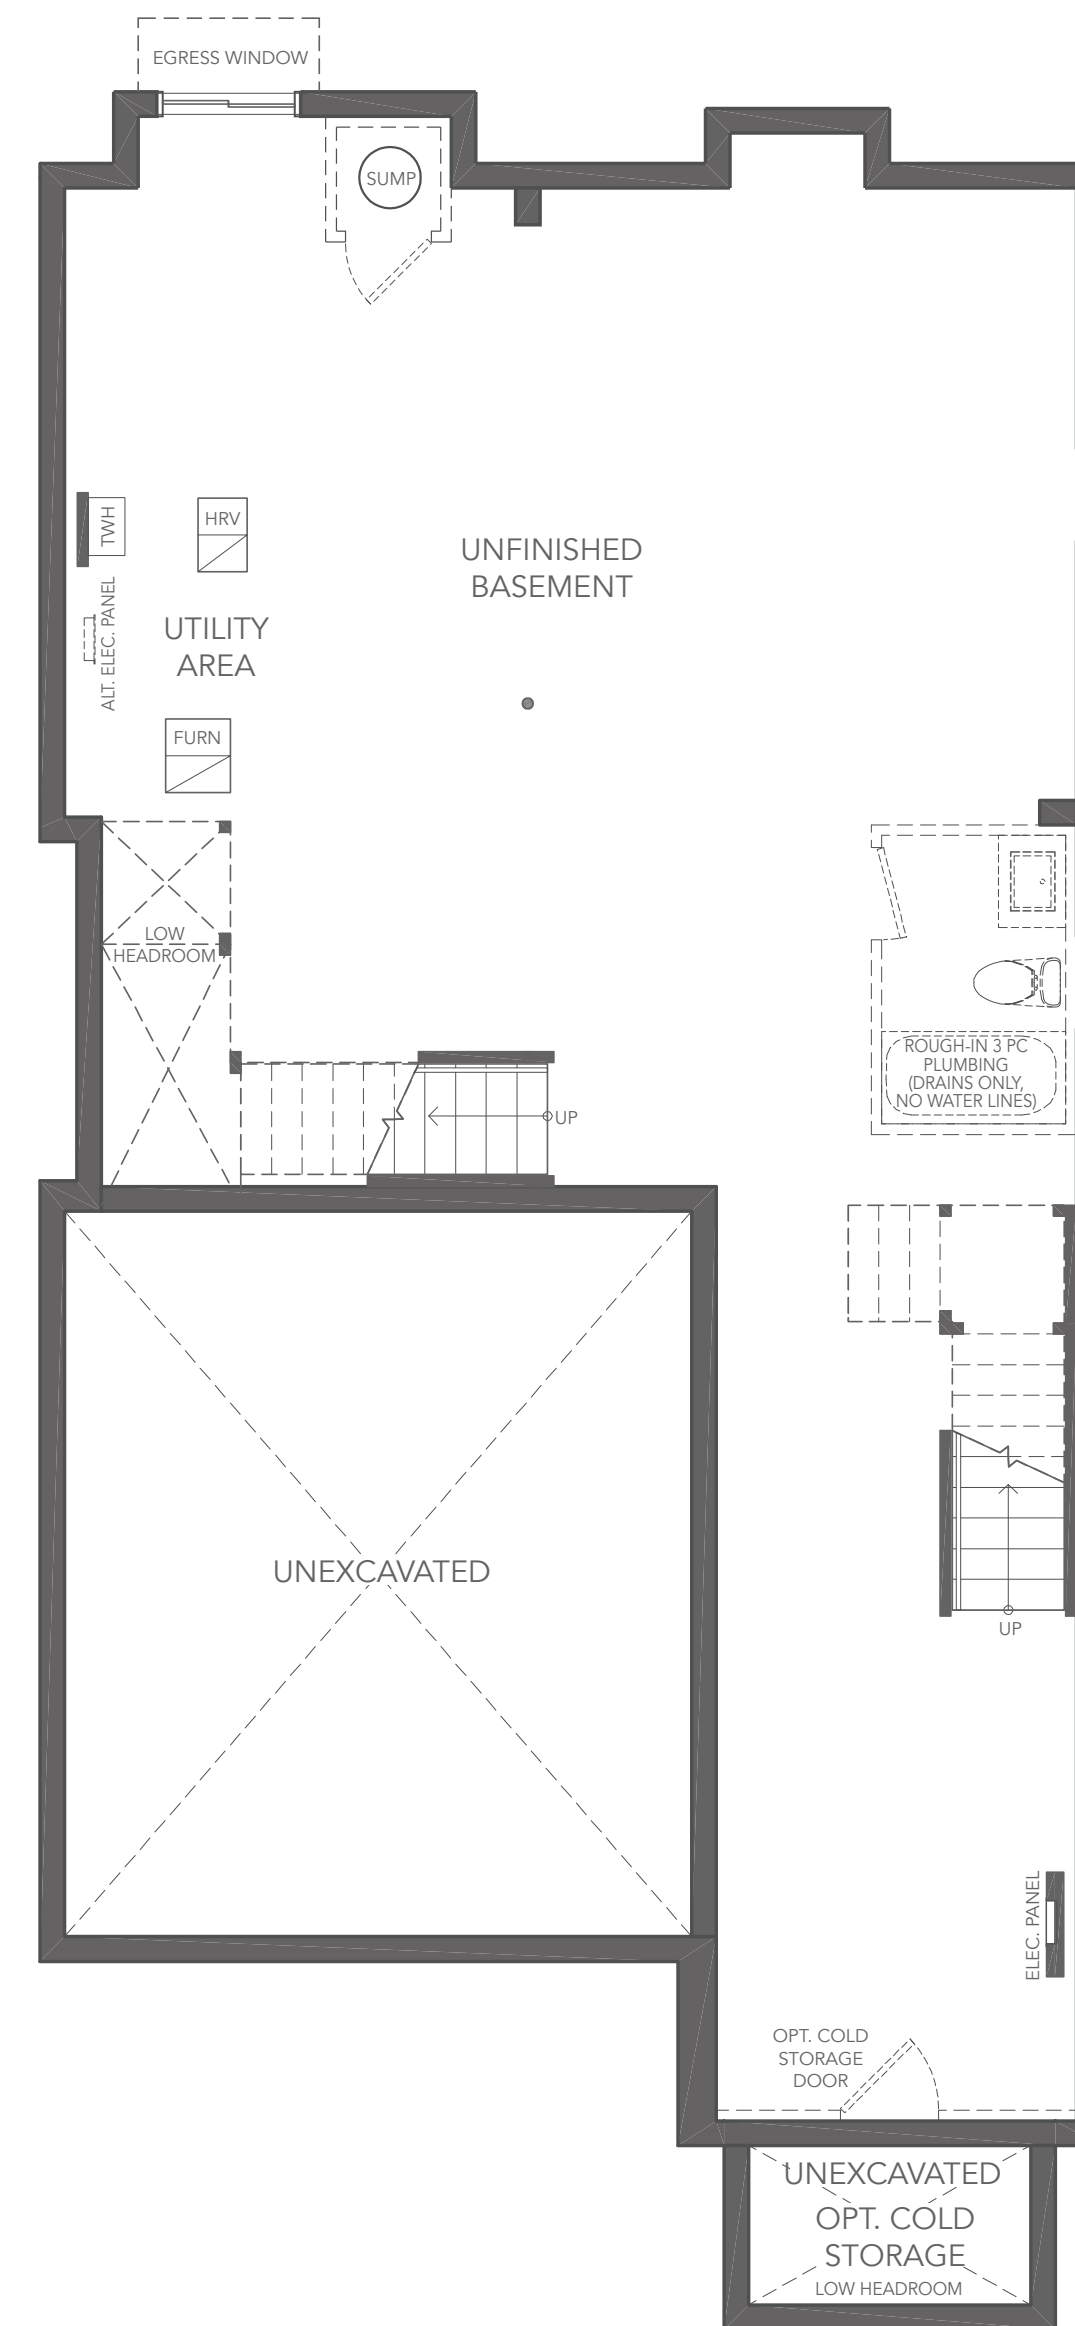 EGRESS WINDOW
SUMP
TWH
HRV
UNFINISHED
BASEMENT
ALT. ELEC. PANEL
UTILITY
AREA
FURN
LOW
HEADROOM
ROUGH-IN 3 PC
PLUMBING
(DRAINS ONLY,
NO WATER LINES)
UP
UNEXCAVATED
UP
ELEC. PANEL
OPT. COLD
STORAGE
DOOR
UNEXCAVATED
OPT. COLD
STORAGE
LOW HEADROOM